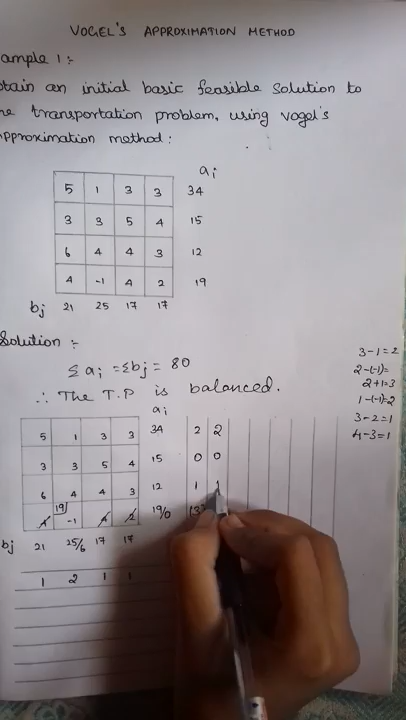 VOGEL'S APPROXIMATION METHOD
ample 1 :-
btain an initial basic feasible solution to
he transportation problem, using vogel's
pproximation method :
ai
5 1 3 3 34
3 3 5 4 15
6 4 4 3 12
4 -1 4 2 19
bj 21 25 17 17
Solution :-
Σ ai = Σ bj = 80
∴ The T.P is balanced.
3-1=2
2-(-1)=
2+1=3
1-(-1)=2
3-2=1
4-3=1
ai
5 1 3 3 34 2 2
3 3 5 4 15 0 0
6 4 4 3 12 1 1
4 19 -1 4 2 19/0 (3)
bj 21 25/6 17 17
1 2 1 1